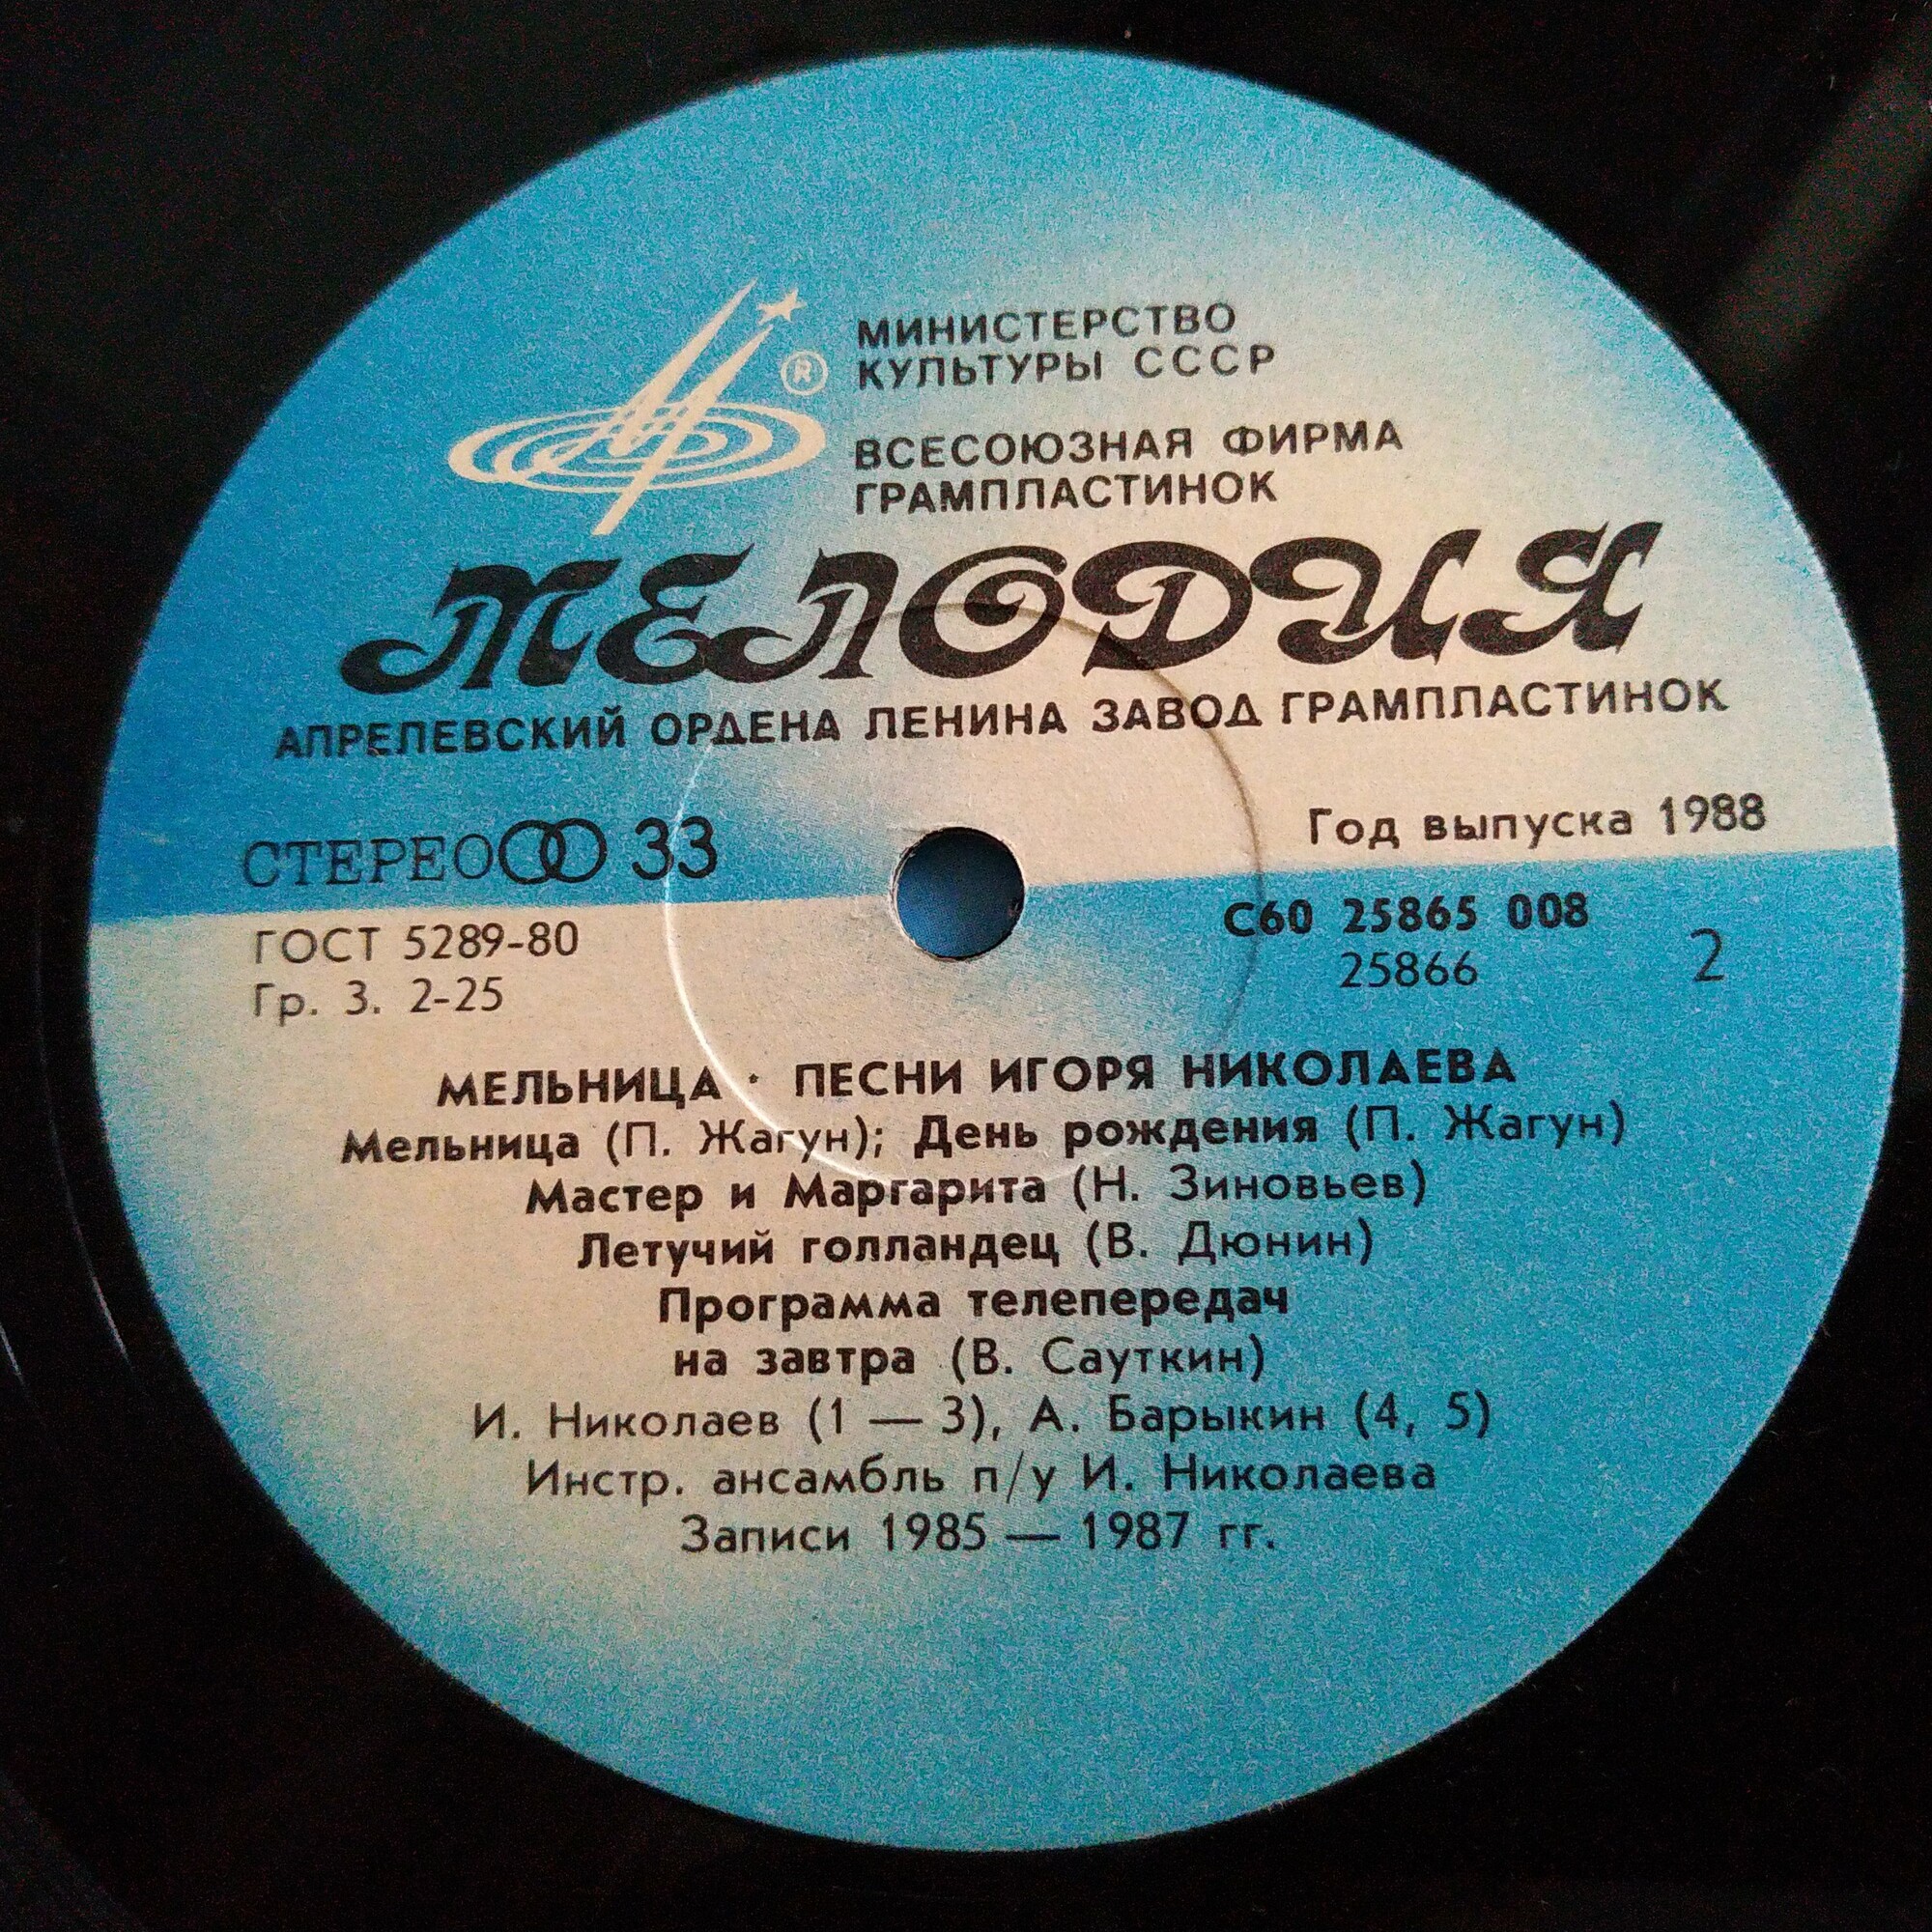 МИНИСТЕРСТВО
КУЛЬТУРЫ СССР
®
ВСЕСОЮЗНАЯ ФИРМА
ГРАМПЛАСТИНОК
МЕЛОДИЯ
АПРЕЛЕВСКИЙ ОРДЕНА ЛЕНИНА ЗАВОД ГРАМПЛАСТИНОК
СТЕРЕО 33
Год выпуска 1988
ГОСТ 5289-80
Гр. 3. 2-25
С60 25865 008
25866
2
МЕЛЬНИЦА · ПЕСНИ ИГОРЯ НИКОЛАЕВА
Мельница (П. Жагун); День рождения (П. Жагун)
Мастер и Маргарита (Н. Зиновьев)
Летучий голландец (В. Дюнин)
Программа телепередач
на завтра (В. Сауткин)
И. Николаев (1 — 3), А. Барыкин (4, 5)
Инстр. ансамбль п/у И. Николаева
Записи 1985 — 1987 гг.